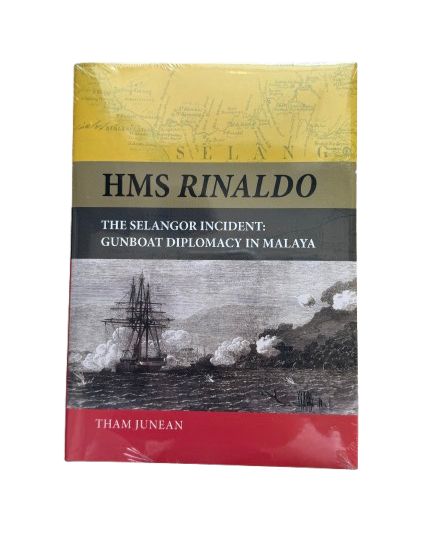 SELANG
HMS RINALDO
THE SELANGOR INCIDENT:
GUNBOAT DIPLOMACY IN MALAYA
THAM JUNEAN